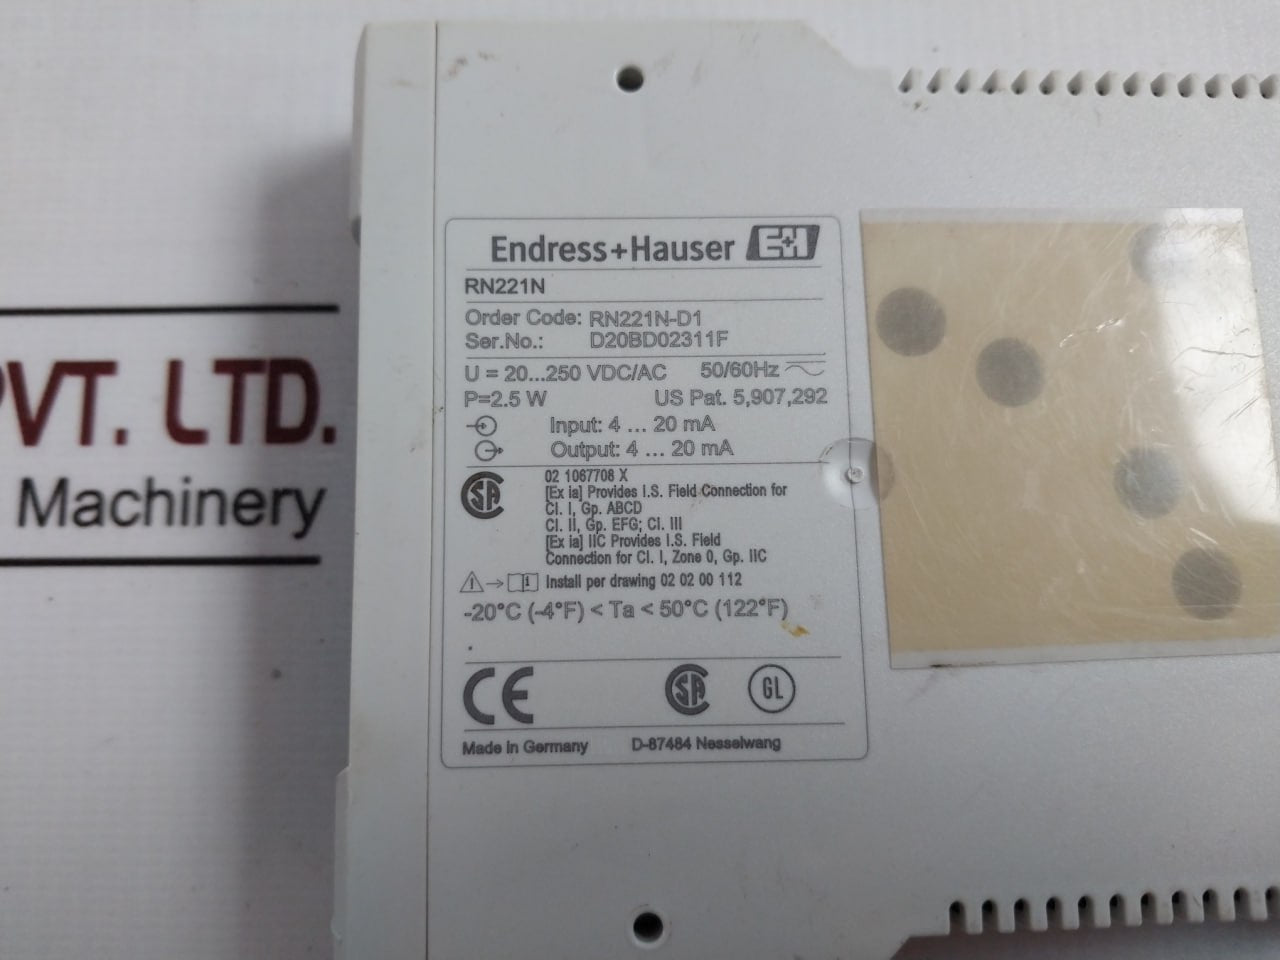 PVT. LTD.
Machinery
Endress+Hauser E+H
RN221N
Order Code: RN221N-D1
Ser.No.: D20BD02311F
U = 20...250 VDC/AC 50/60Hz
P=2.5 W US Pat. 5,907,292
Input: 4 ... 20 mA
Output: 4 ... 20 mA
SA 02 1067708 X
[Ex ia] Provides I.S. Field Connection for
Cl. I, Gp. ABCD
Cl. II, Gp. EFG; Cl. III
[Ex ia] IIC Provides I.S. Field
Connection for Cl. I, Zone 0, Gp. IIC
i Install per drawing 02 02 00 112
-20°C (-4°F) < Ta < 50°C (122°F)
CE SA GL
Made in Germany D-87484 Nesselwang